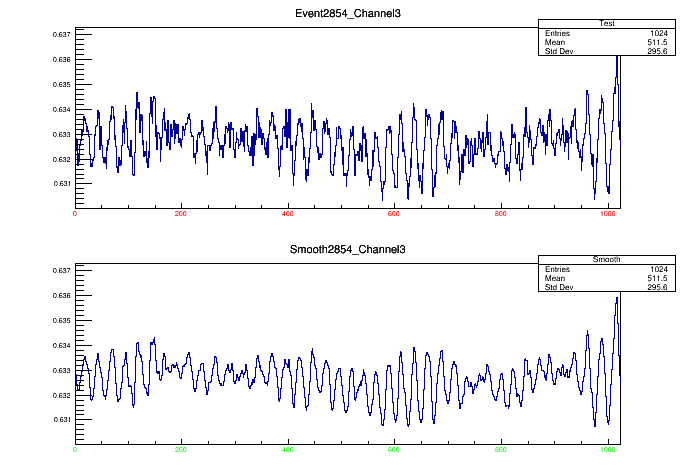 Event2854_Channel3
Test
Entries 1024
Mean 511.5
Std Dev 295.6
0.637
0.636
0.635
0.634
0.633
0.632
0.631
0 200 400 600 800 1000
Smooth2854_Channel3
Smooth
Entries 1024
Mean 511.5
Std Dev 295.6
0.637
0.636
0.635
0.634
0.633
0.632
0.631
0 200 400 600 800 1000